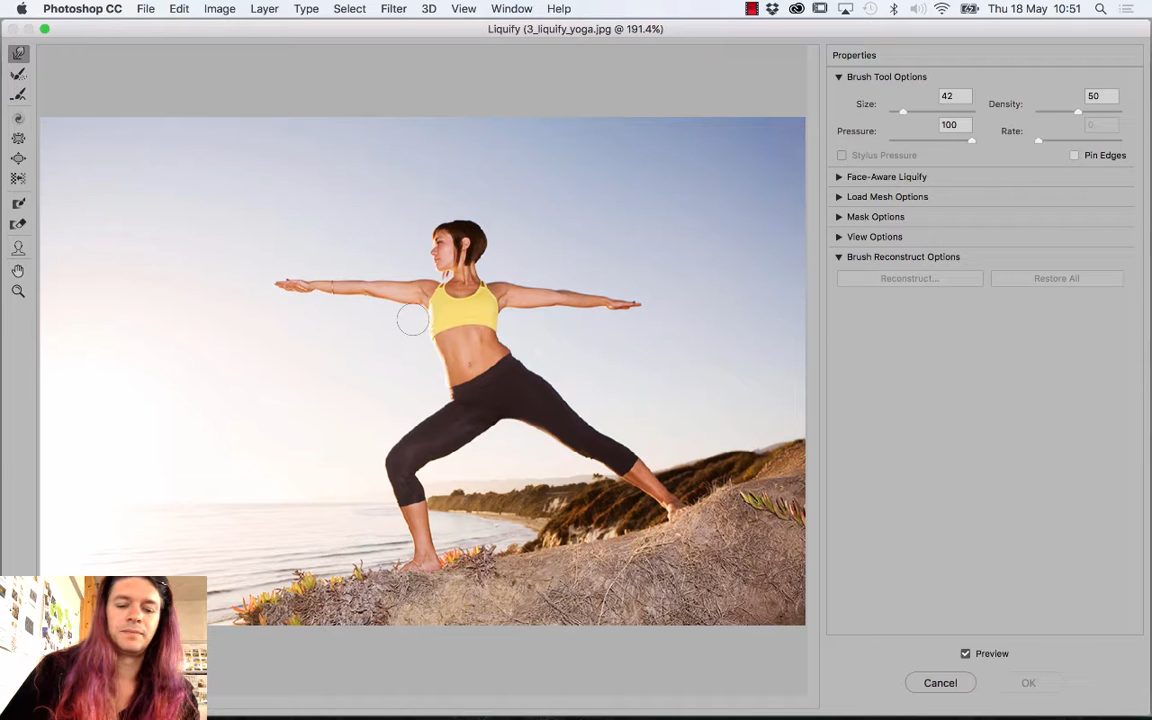 Photoshop CC File Edit Image Layer Type Select Filter 3D View Window Help Thu 18 May 10:51
Liquify (3_liquify_yoga.jpg @ 191.4%)
Properties
Brush Tool Options
Size: 42 Density: 50
Pressure: 100 Rate: 0
Stylus Pressure Pin Edges
Face-Aware Liquify
Load Mesh Options
Mask Options
View Options
Brush Reconstruct Options
Reconstruct... Restore All
Preview
Cancel OK